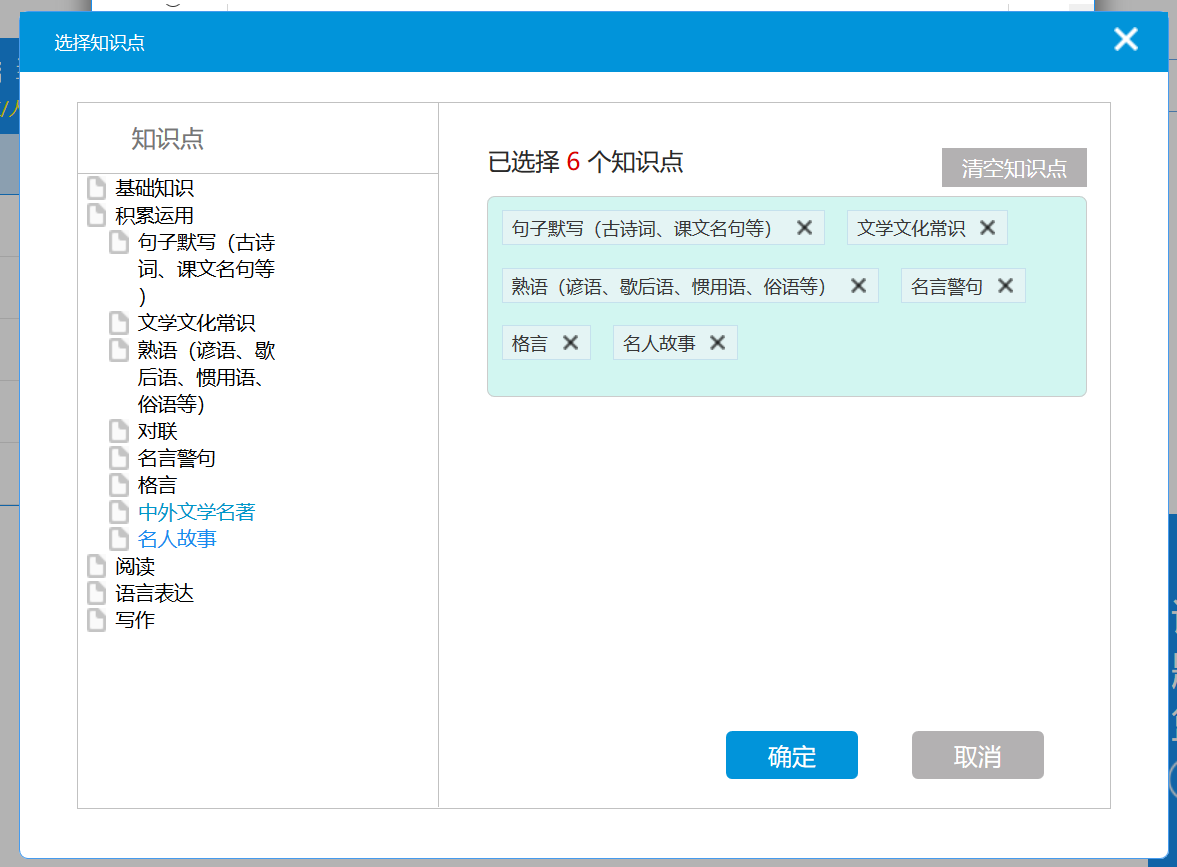 选择知识点
知识点
基础知识
积累运用
句子默写（古诗
词、课文名句等
）
文学文化常识
熟语（谚语、歇
后语、惯用语、
俗语等）
对联
名言警句
格言
中外文学名著
名人故事
阅读
语言表达
写作
已选择 6 个知识点
清空知识点
句子默写（古诗词、课文名句等）
文学文化常识
熟语（谚语、歇后语、惯用语、俗语等）
名言警句
格言
名人故事
确定
取消